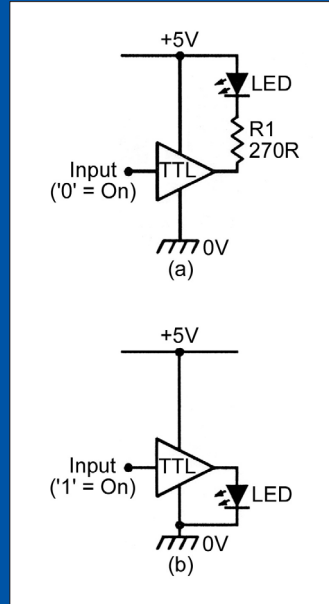 +5V
LED
R1
270R
Input
('0' = On)
TTL
0V
(a)
+5V
Input
('1' = On)
TTL
LED
0V
(b)